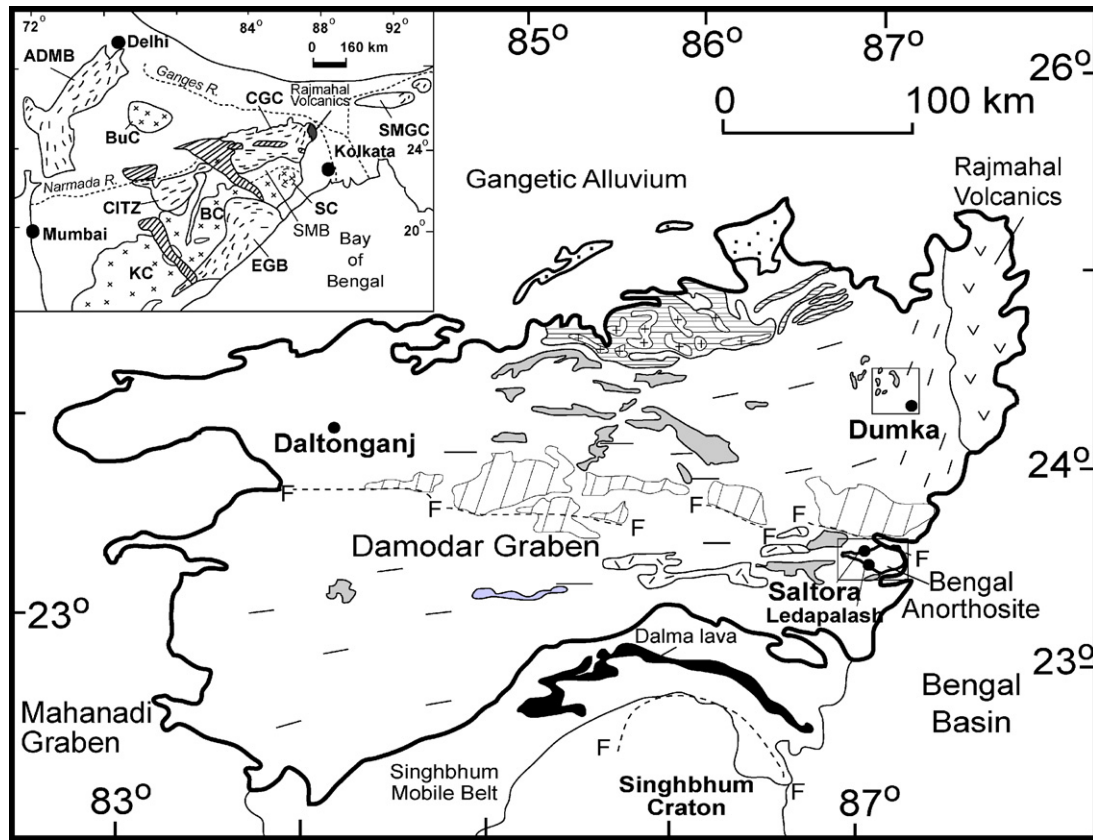 72°
84°
88°
92°
0 160 km
Delhi
ADMB
Ganges R.
CGC
Rajmahal
Volcanics
BuC
SMGC
24°
Kolkata
Narmada R.
CITZ
BC
SC
SMB
20°
Mumbai
KC
EGB
Bay
of
Bengal
85°
86°
87°
26°
0 100 km
Gangetic Alluvium
Rajmahal
Volcanics
Daltonganj
Dumka
24°
F
F
F
F
F
F
F
Damodar Graben
Saltora
Ledapalash
Bengal
Anorthosite
23°
Dalma lava
23°
Bengal
Basin
Mahanadi
Graben
F
F
Singhbhum
Mobile Belt
Singhbhum
Craton
83°
87°